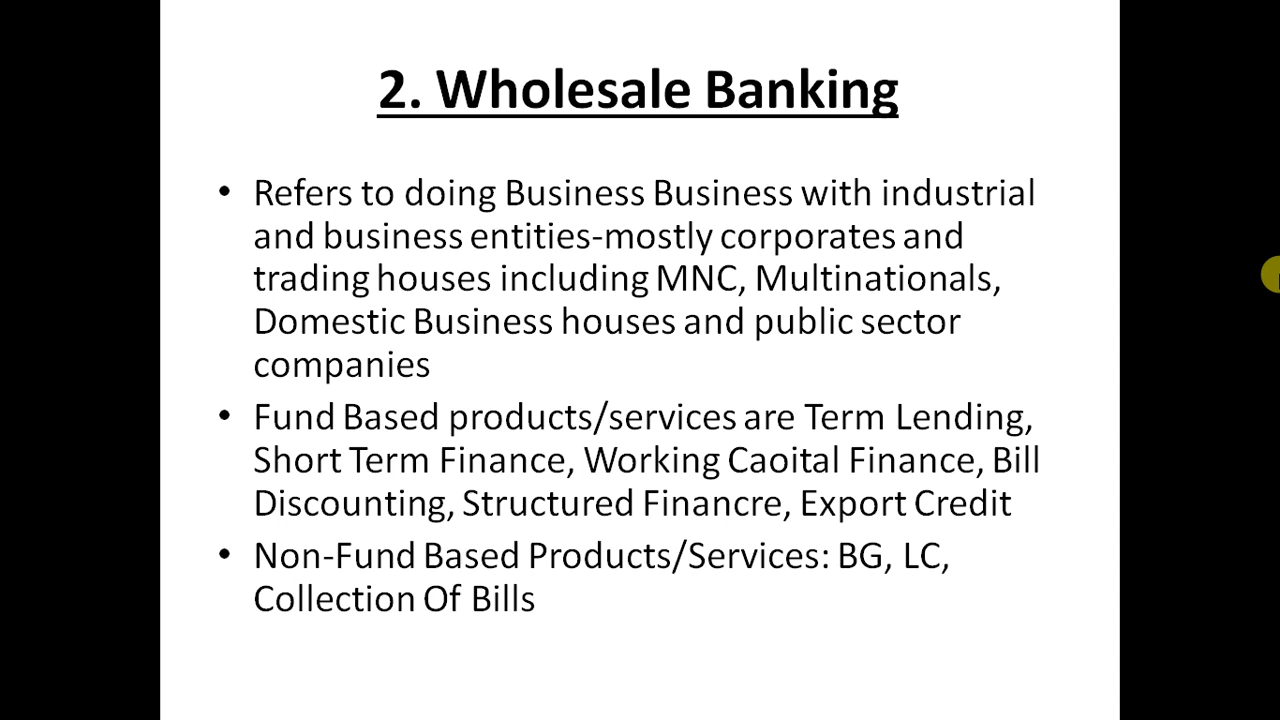 2. Wholesale Banking
• Refers to doing Business Business with industrial
and business entities-mostly corporates and
trading houses including MNC, Multinationals,
Domestic Business houses and public sector
companies
• Fund Based products/services are Term Lending,
Short Term Finance, Working Caoital Finance, Bill
Discounting, Structured Financre, Export Credit
• Non-Fund Based Products/Services: BG, LC,
Collection Of Bills